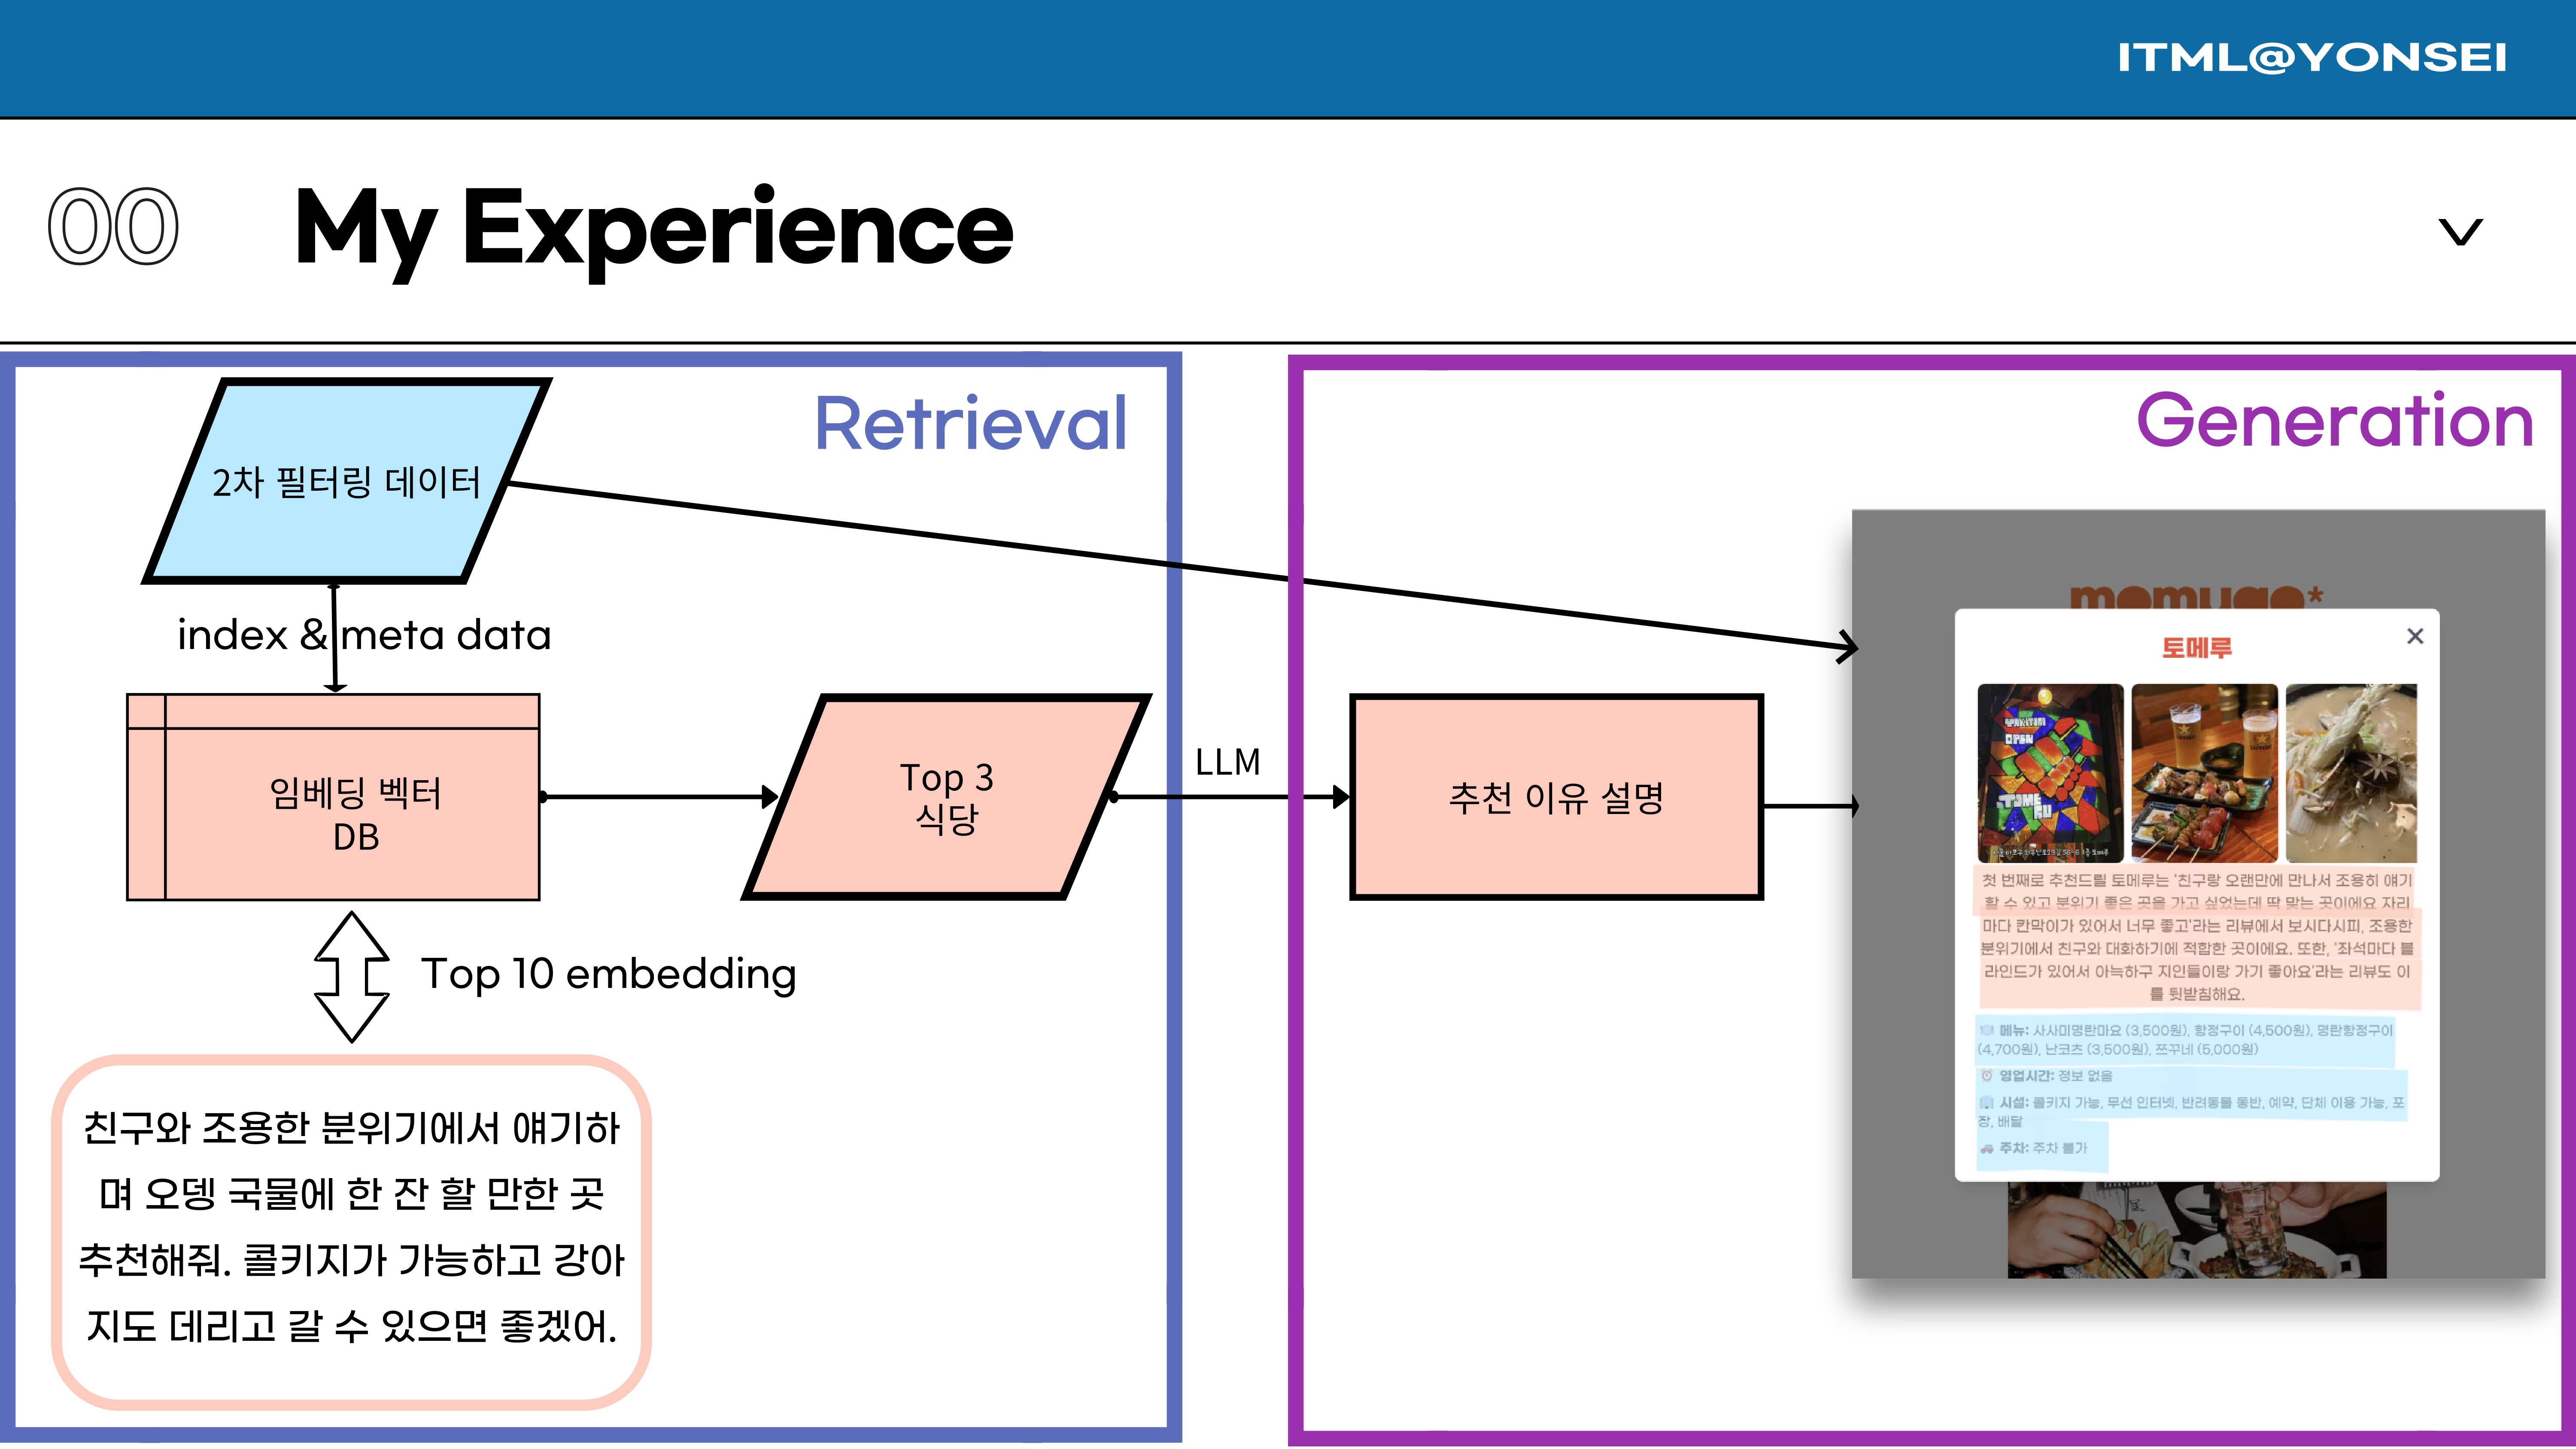 ITML@YONSEI
00 My Experience
Retrieval
Generation
2차 필터링 데이터
index & meta data
임베딩 벡터
DB
Top 3
식당
LLM
추천 이유 설명
Top 10 embedding
친구와 조용한 분위기에서 얘기하
며 오뎅 국물에 한 잔 할 만한 곳
추천해줘. 콜키지가 가능하고 강아
지도 데리고 갈 수 있으면 좋겠어.
momugo*
토메루
YAKITORI
OPEN
TIME
RU
첫 번째로 추천드릴 토메루는 '친구랑 오랜만에 만나서 조용히 얘기
할 수 있고 분위기 좋은 곳을 가고 싶었는데 딱 맞는 곳이에요 자리
마다 칸막이가 있어서 너무 좋고'라는 리뷰에서 보시다시피, 조용한
분위기에서 친구와 대화하기에 적합한 곳이에요. 또한, '좌석마다 블
라인드가 있어서 아늑하구 지인들이랑 가기 좋아요'라는 리뷰도 이
를 뒷받침해요.
메뉴: 사사미명란마요 (3,500원), 항정구이 (4,500원), 명란항정구이
(4,700원), 난코츠 (3,500원), 쯔꾸네 (5,000원)
영업시간: 정보 없음
시설: 콜키지 가능, 무선 인터넷, 반려동물 동반, 예약, 단체 이용 가능, 포
장, 배달
주차: 주차 불가